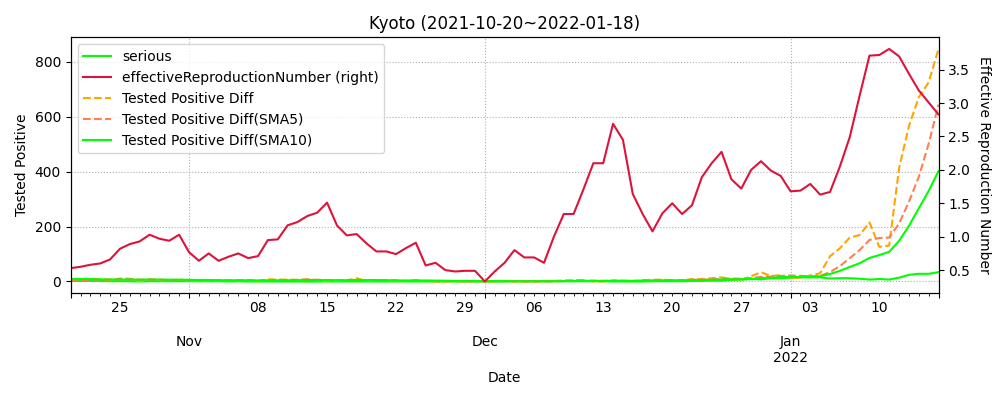 Kyoto (2021-10-20~2022-01-18)
serious
effectiveReproductionNumber (right)
Tested Positive Diff
Tested Positive Diff(SMA5)
Tested Positive Diff(SMA10)
Tested Positive
800
600
400
200
0
Effective Reproduction Number
3.5
3.0
2.5
2.0
1.5
1.0
0.5
25 08 15 22 29 06 13 20 27 03 10
Nov Dec Jan
2022
Date